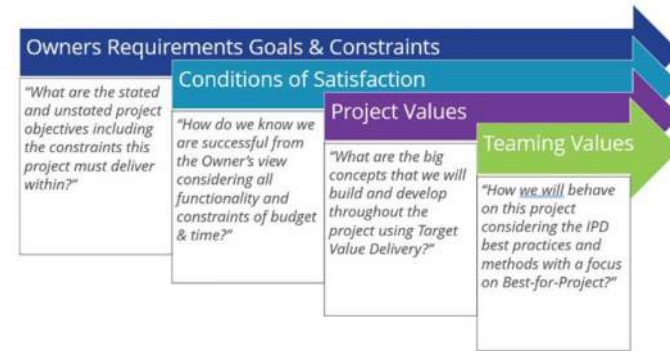 Owners Requirements Goals & Constraints
“What are the stated
and unstated project
objectives including
the constraints this
project must deliver
within?”
Conditions of Satisfaction
“How do we know we
are successful from
the Owner’s view
considering all
functionality and
constraints of budget
& time?”
Project Values
“What are the big
concepts that we will
build and develop
throughout the
project using Target
Value Delivery?”
Teaming Values
“How we will behave
on this project
considering the IPD
best practices and
methods with a focus
on Best-for-Project?”